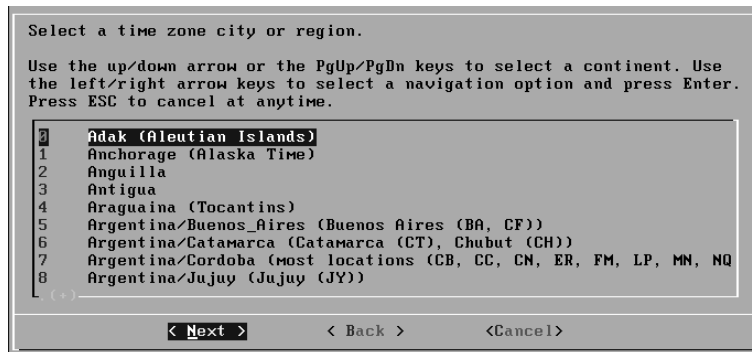 Select a time zone city or region.
Use the up/down arrow or the PgUp/PgDn keys to select a continent. Use
the left/right arrow keys to select a navigation option and press Enter.
Press ESC to cancel at anytime.
0 Adak (Aleutian Islands)
1 Anchorage (Alaska Time)
2 Anguilla
3 Antigua
4 Araguaina (Tocantins)
5 Argentina/Buenos_Aires (Buenos Aires (BA, CF))
6 Argentina/Catamarca (Catamarca (CT), Chubut (CH))
7 Argentina/Cordoba (most locations (CB, CC, CN, ER, FM, LP, MN, NQ
8 Argentina/Jujuy (Jujuy (JY))
(+)
< Next > < Back > <Cancel>